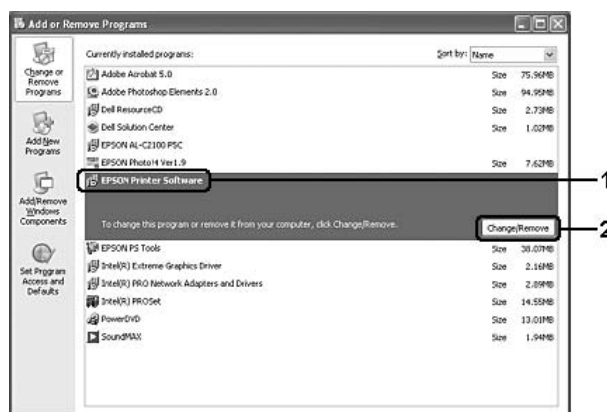 Add or Remove Programs
Change or
Remove
Programs
Add New
Programs
Add/Remove
Windows
Components
Set Program
Access and
Defaults
Currently installed programs:
Sort by: Name
Adobe Acrobat 5.0 Size 75.96MB
Adobe Photoshop Elements 2.0 Size 94.95MB
Dell ResourceCD Size 2.73MB
Dell Solution Center Size 1.02MB
EPSON AL-C2100 PSC
EPSON Photo!4 Ver1.9 Size 7.62MB
EPSON Printer Software 1
To change this program or remove it from your computer, click Change/Remove.
Change/Remove 2
EPSON PS Tools Size 38.07MB
Intel(R) Extreme Graphics Driver Size 2.16MB
Intel(R) PRO Network Adapters and Drivers Size 2.89MB
Intel(R) PROSet Size 14.55MB
PowerDVD Size 13.01MB
SoundMAX Size 1.94MB